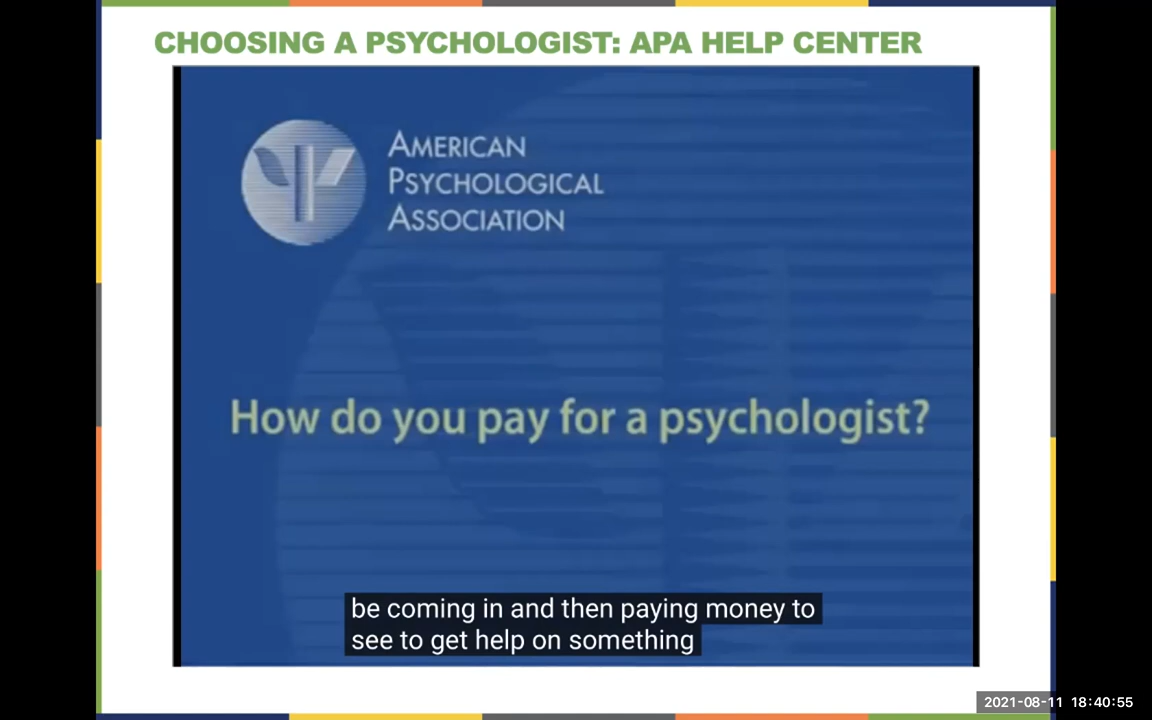 CHOOSING A PSYCHOLOGIST: APA HELP CENTER
AMERICAN
PSYCHOLOGICAL
ASSOCIATION
How do you pay for a psychologist?
be coming in and then paying money to
see to get help on something
2021-08-11 18:40:55